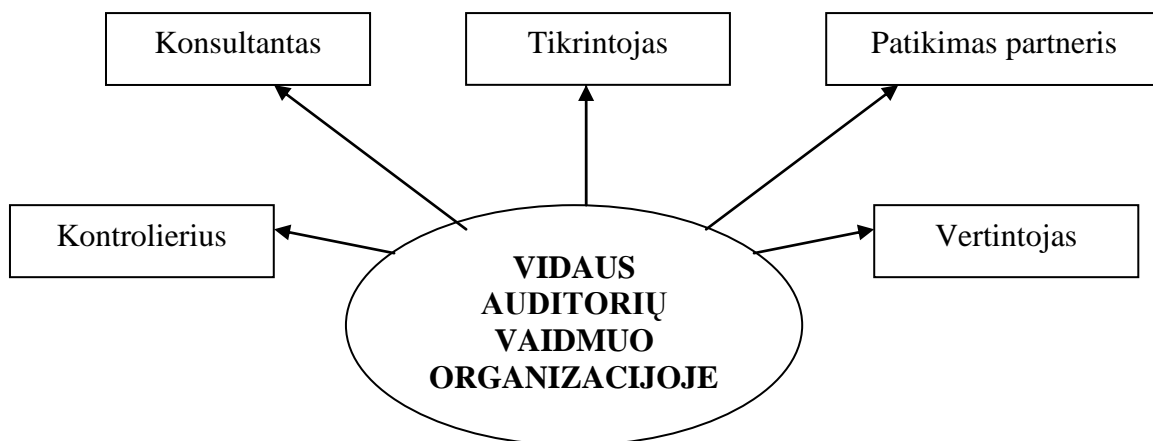 Konsultantas
Tikrintojas
Patikimas partneris
Kontrolierius
Vertintojas
VIDAUS
AUDITORIŲ
VAIDMUO
ORGANIZACIJOJE